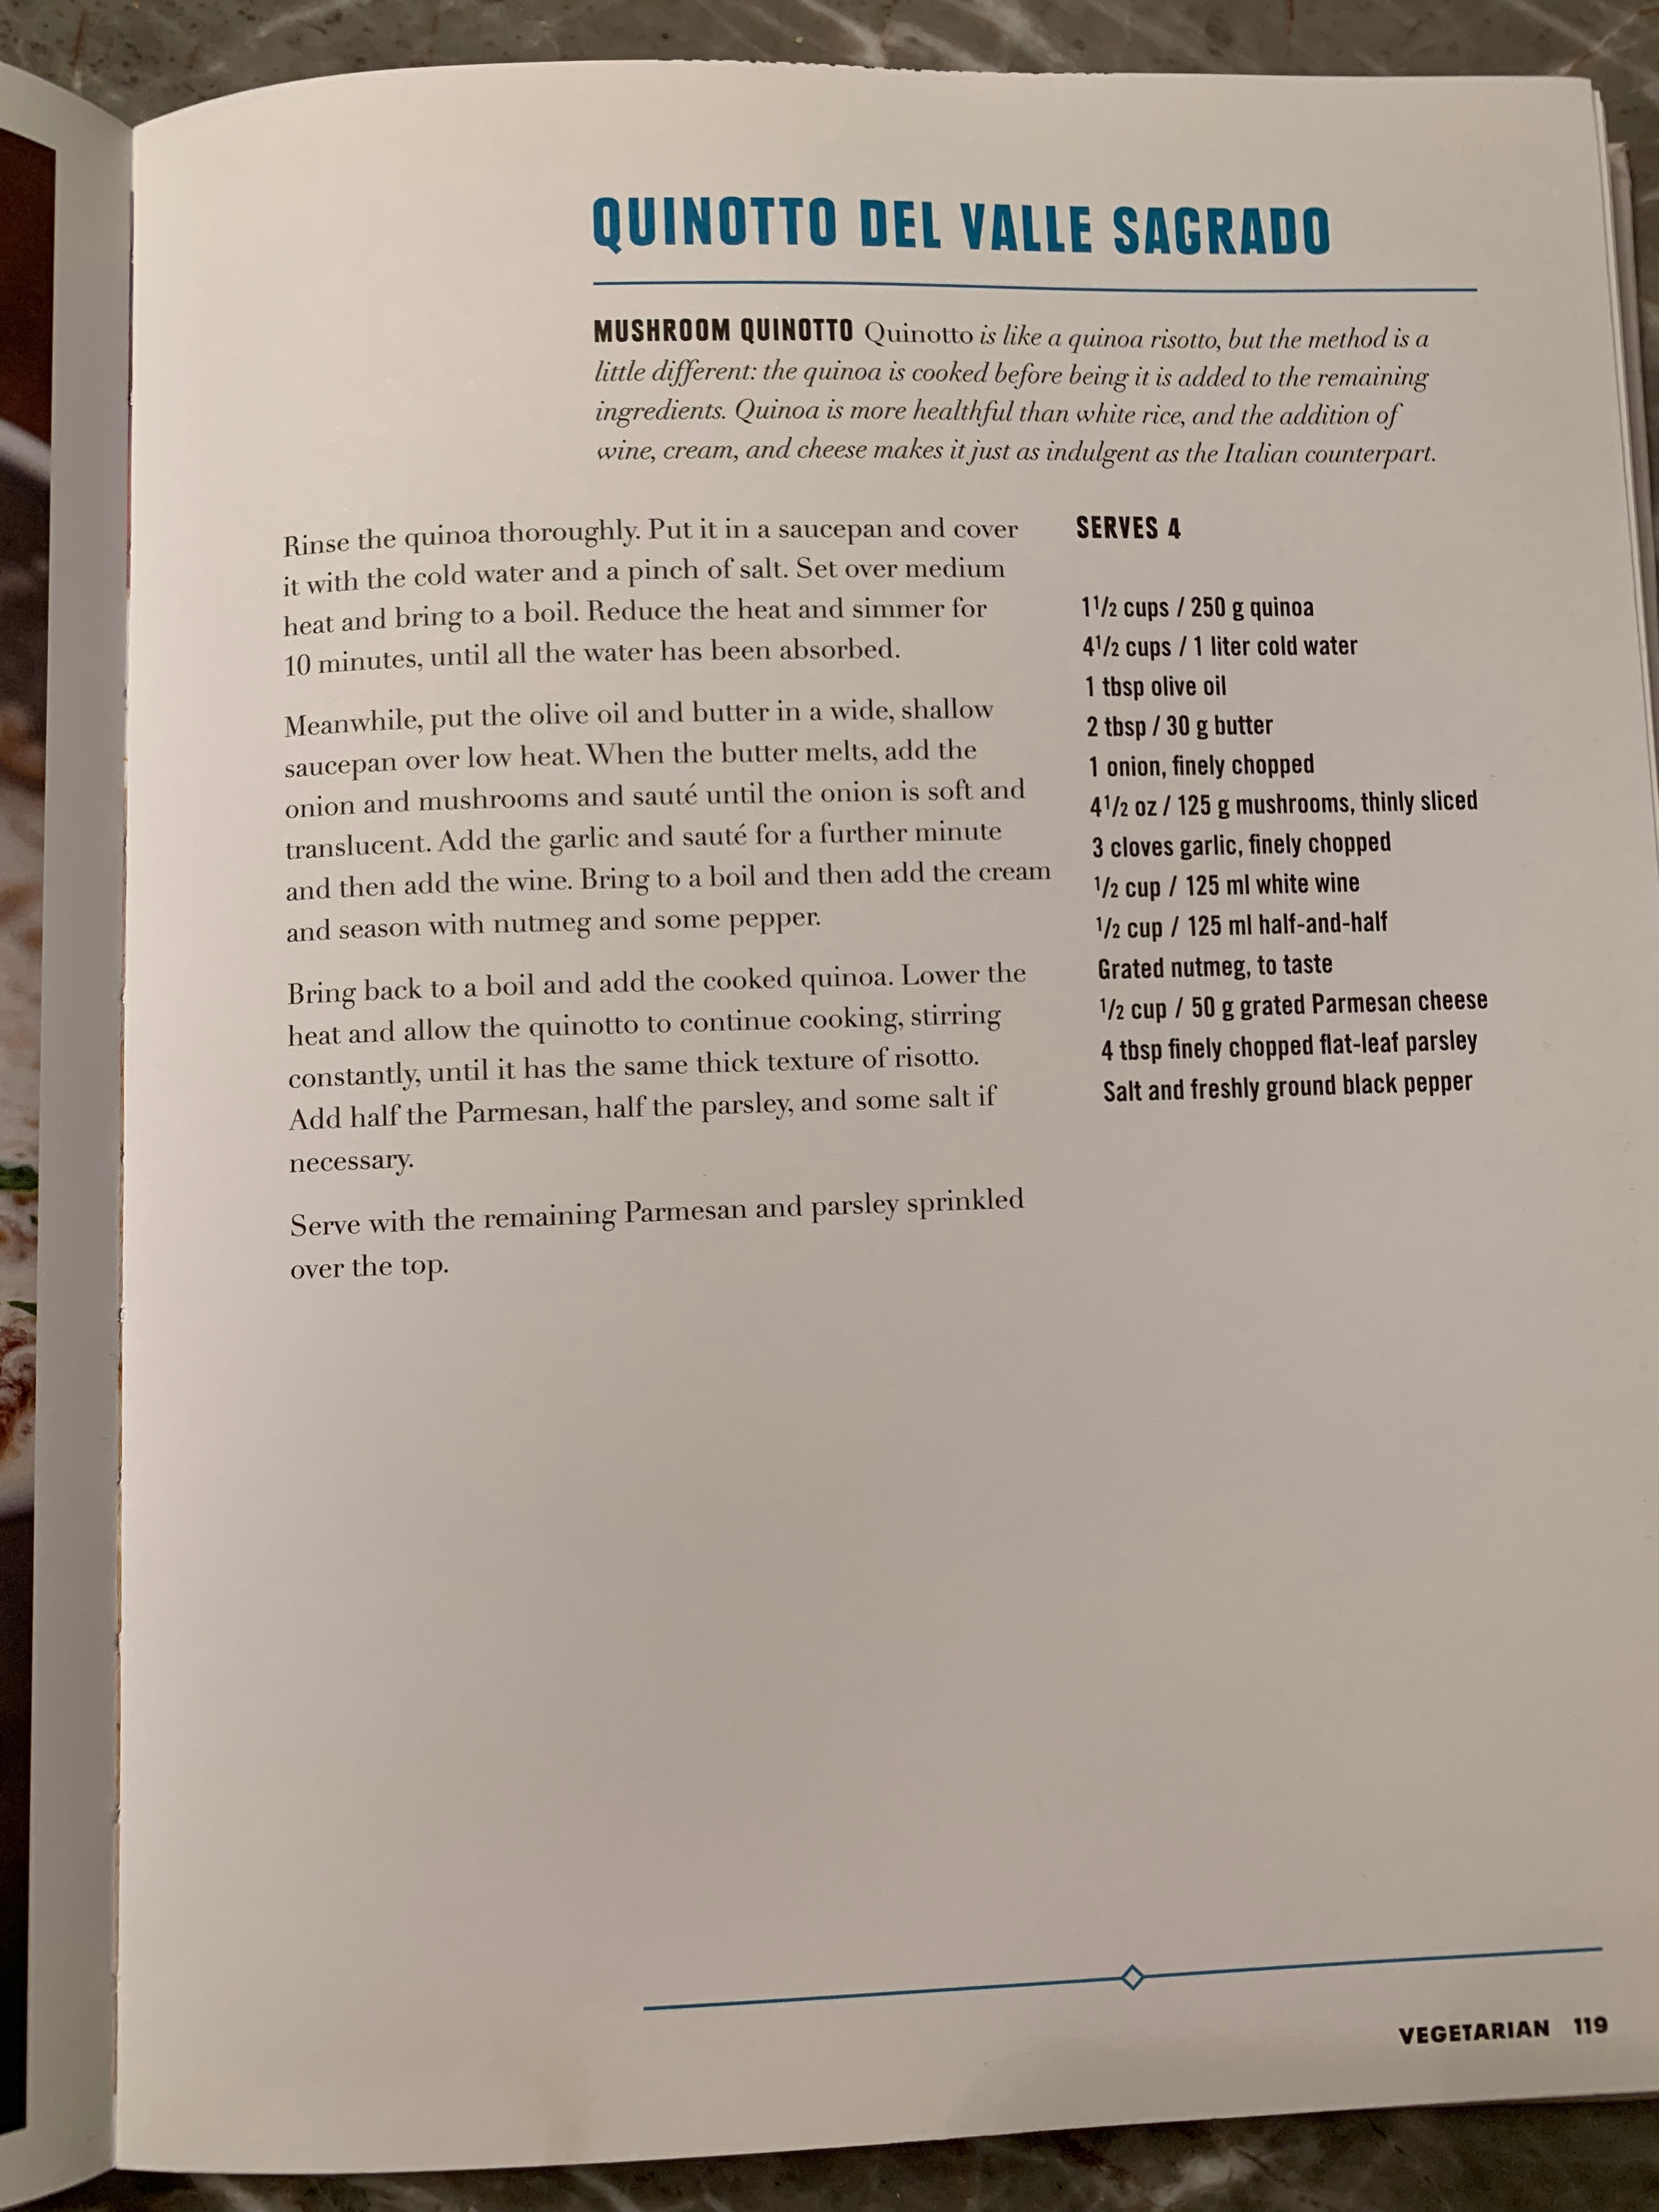 QUINOTTO DEL VALLE SAGRADO
MUSHROOM QUINOTTO Quinotto is like a quinoa risotto, but the method is a
little different: the quinoa is cooked before being it is added to the remaining
ingredients. Quinoa is more healthful than white rice, and the addition of
wine, cream, and cheese makes it just as indulgent as the Italian counterpart.
Rinse the quinoa thoroughly. Put it in a saucepan and cover
it with the cold water and a pinch of salt. Set over medium
heat and bring to a boil. Reduce the heat and simmer for
10 minutes, until all the water has been absorbed.
Meanwhile, put the olive oil and butter in a wide, shallow
saucepan over low heat. When the butter melts, add the
onion and mushrooms and sauté until the onion is soft and
translucent. Add the garlic and sauté for a further minute
and then add the wine. Bring to a boil and then add the cream
and season with nutmeg and some pepper.
Bring back to a boil and add the cooked quinoa. Lower the
heat and allow the quinotto to continue cooking, stirring
constantly, until it has the same thick texture of risotto.
Add half the Parmesan, half the parsley, and some salt if
necessary.
Serve with the remaining Parmesan and parsley sprinkled
over the top.
SERVES 4
1 1/2 cups / 250 g quinoa
4 1/2 cups / 1 liter cold water
1 tbsp olive oil
2 tbsp / 30 g butter
1 onion, finely chopped
4 1/2 oz / 125 g mushrooms, thinly sliced
3 cloves garlic, finely chopped
1/2 cup / 125 ml white wine
1/2 cup / 125 ml half-and-half
Grated nutmeg, to taste
1/2 cup / 50 g grated Parmesan cheese
4 tbsp finely chopped flat-leaf parsley
Salt and freshly ground black pepper
VEGETARIAN 119